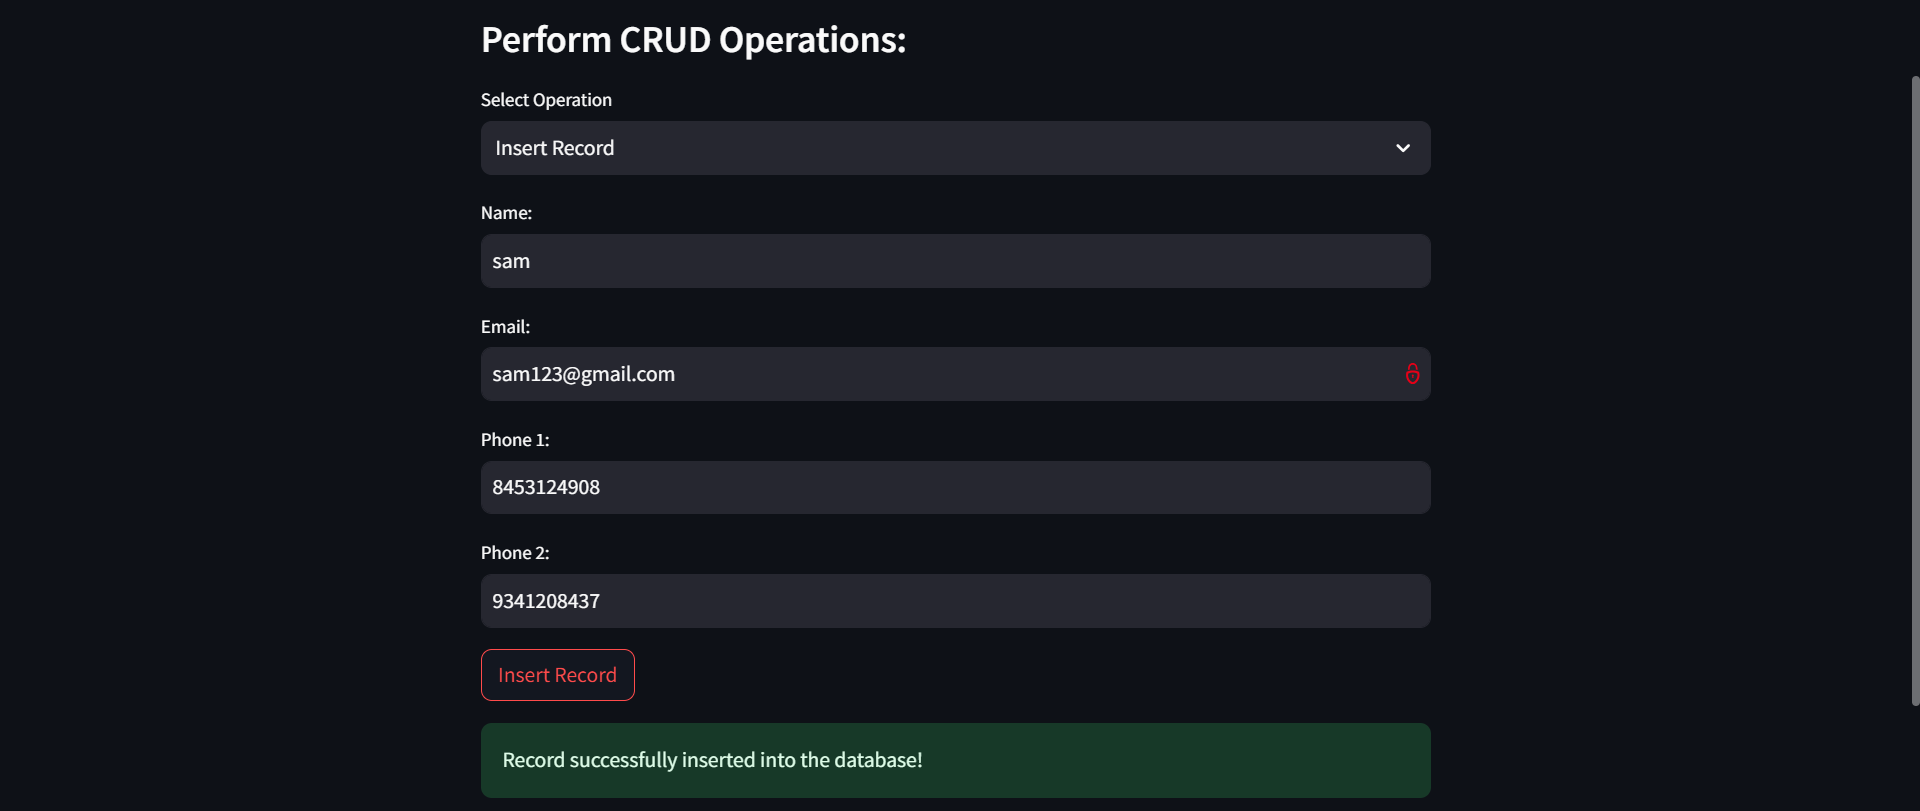 Perform CRUD Operations:
Select Operation
Insert Record
Name:
sam
Email:
sam123@gmail.com
Phone 1:
8453124908
Phone 2:
9341208437
Insert Record
Record successfully inserted into the database!